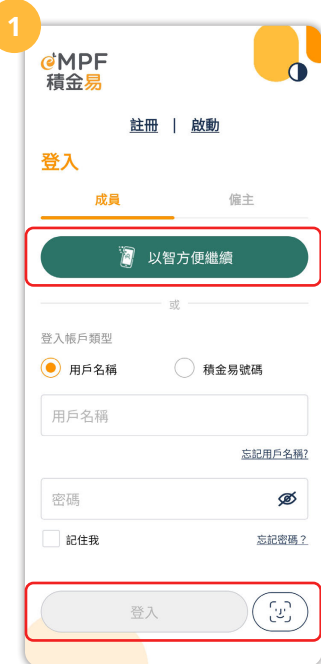 1
eMPF
積金易
註冊 | 啟動
登入
成員 僱主
以智方便繼續
或
登入帳戶類型
用戶名稱 積金易號碼
用戶名稱
忘記用戶名稱?
密碼
記住我 忘記密碼？
登入